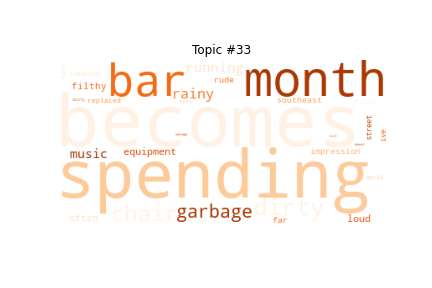 Topic #33
running
filthy
bar
month
rude
rainy
replaced
southeast
becomes
street
ive
music
equipment
impression
spending
april
often
chair
garbage
dirty
far
loud